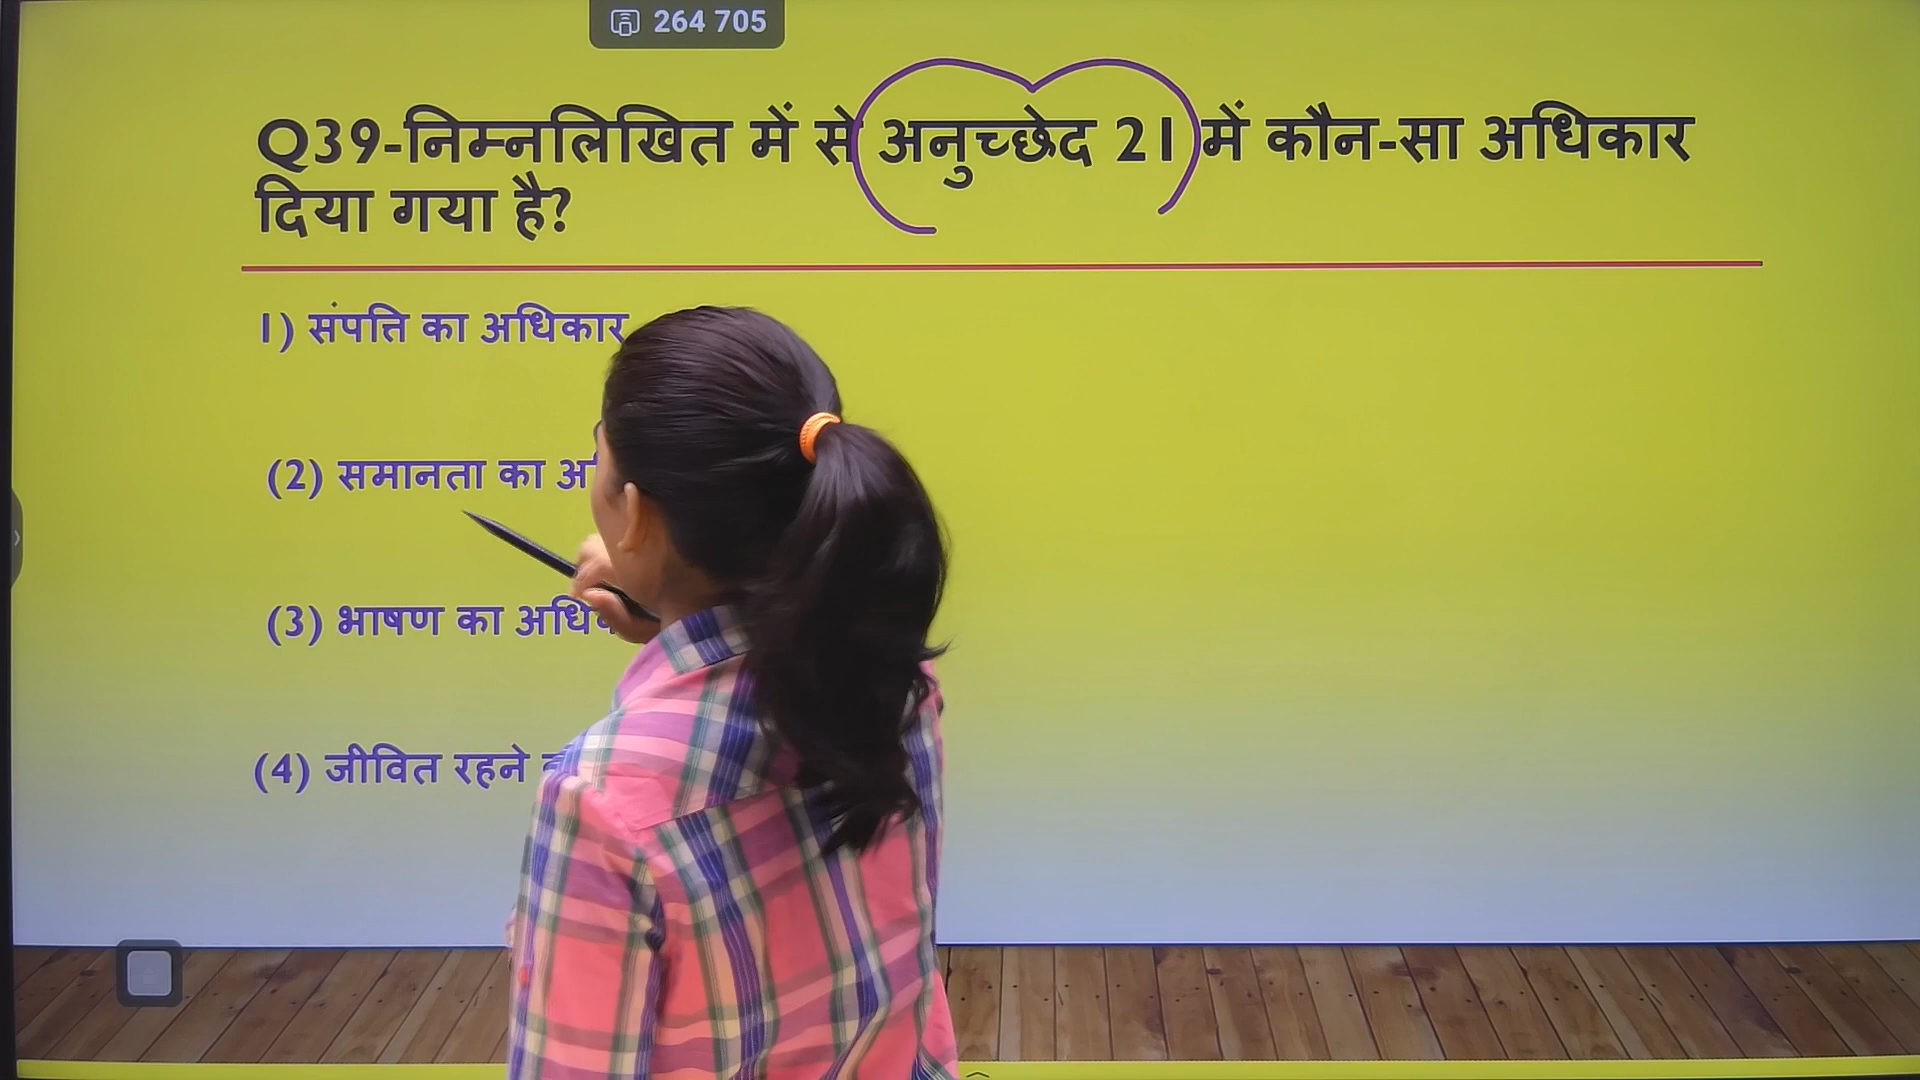 264 705
Q39-निम्नलिखित में से अनुच्छेद 21 में कौन-सा अधिकार
दिया गया है?
1) संपत्ति का अधिकार
(2) समानता का
(3) भाषण का
(4) जीवित रहने